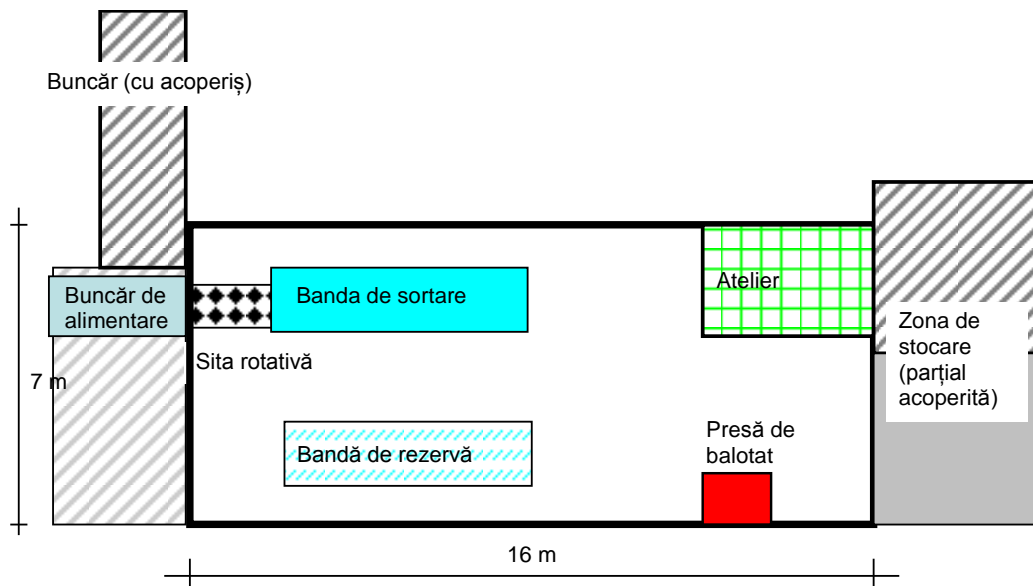 Buncăr (cu acoperiș)
Buncăr de
alimentare
Banda de sortare
Atelier
Zona de
stocare
(parțial
acoperită)
Sita rotativă
7 m
Bandă de rezervă
Presă de
balotat
16 m